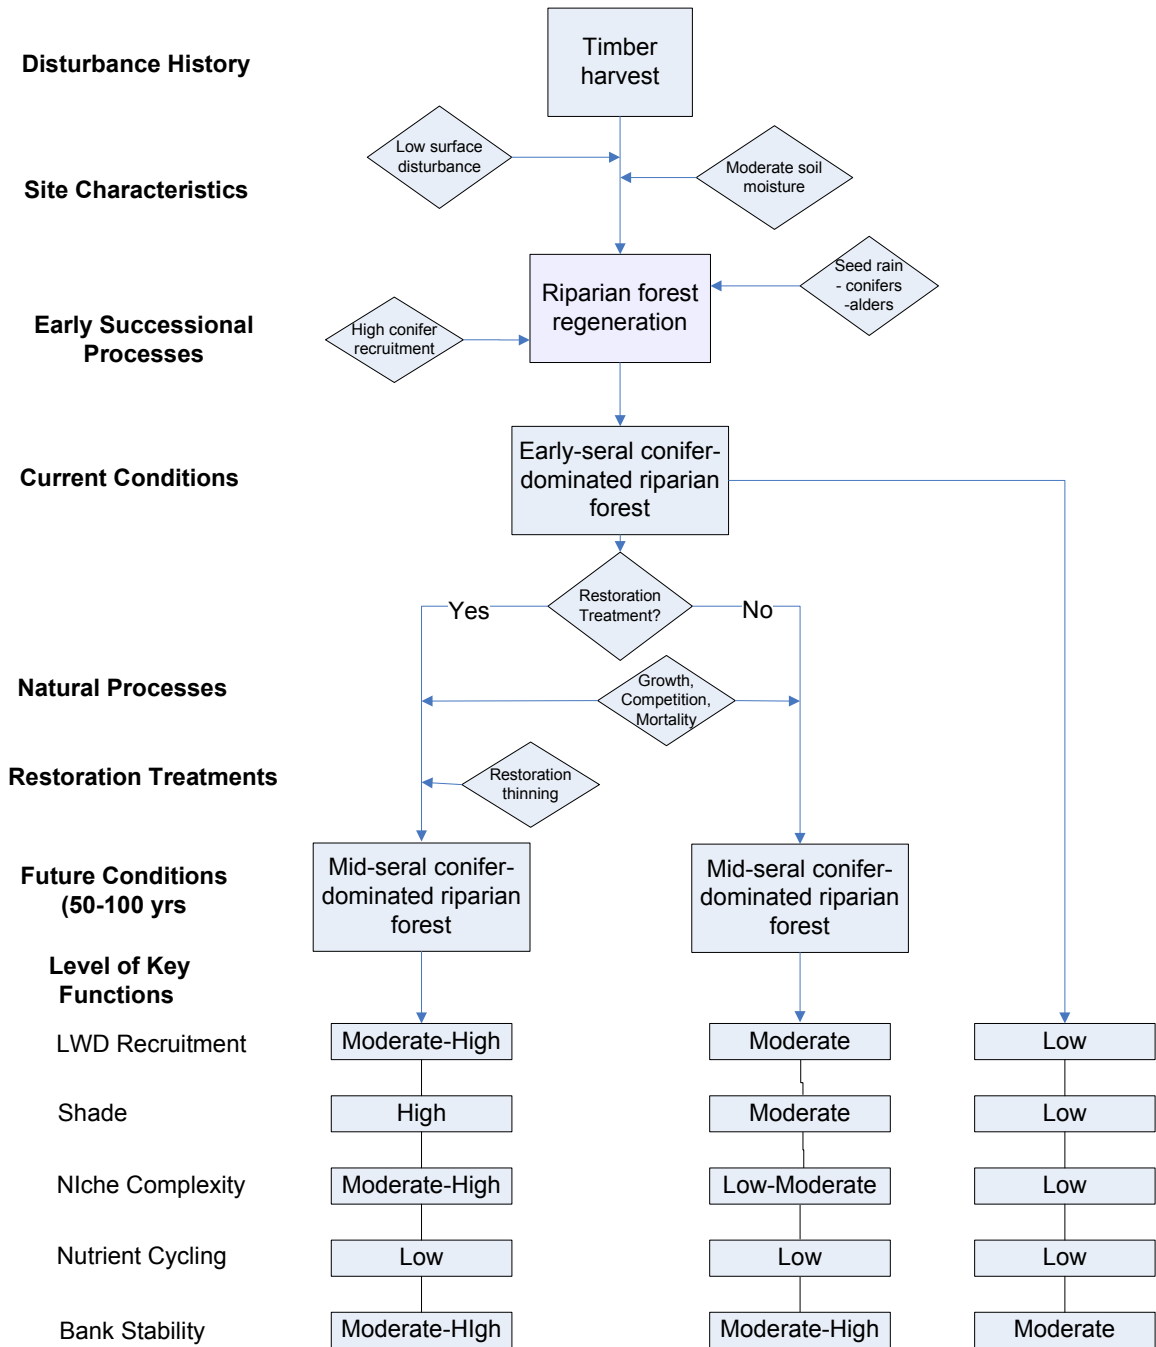 Disturbance History
Timber
harvest
Low surface
disturbance
Site Characteristics
Moderate soil
moisture
Early Successional
Processes
Riparian forest
regeneration
Seed rain
- conifers
-alders
High conifer
recruitment
Current Conditions
Early-seral conifer-
dominated riparian
forest
Restoration
Treatment?
Yes
No
Natural Processes
Growth,
Competition,
Mortality
Restoration Treatments
Restoration
thinning
Future Conditions
(50-100 yrs
Mid-seral conifer-
dominated riparian
forest
Mid-seral conifer-
dominated riparian
forest
Level of Key
Functions
LWD Recruitment
Moderate-High
Moderate
Low
Shade
High
Moderate
Low
NIche Complexity
Moderate-High
Low-Moderate
Low
Nutrient Cycling
Low
Low
Low
Bank Stability
Moderate-HIgh
Moderate-High
Moderate